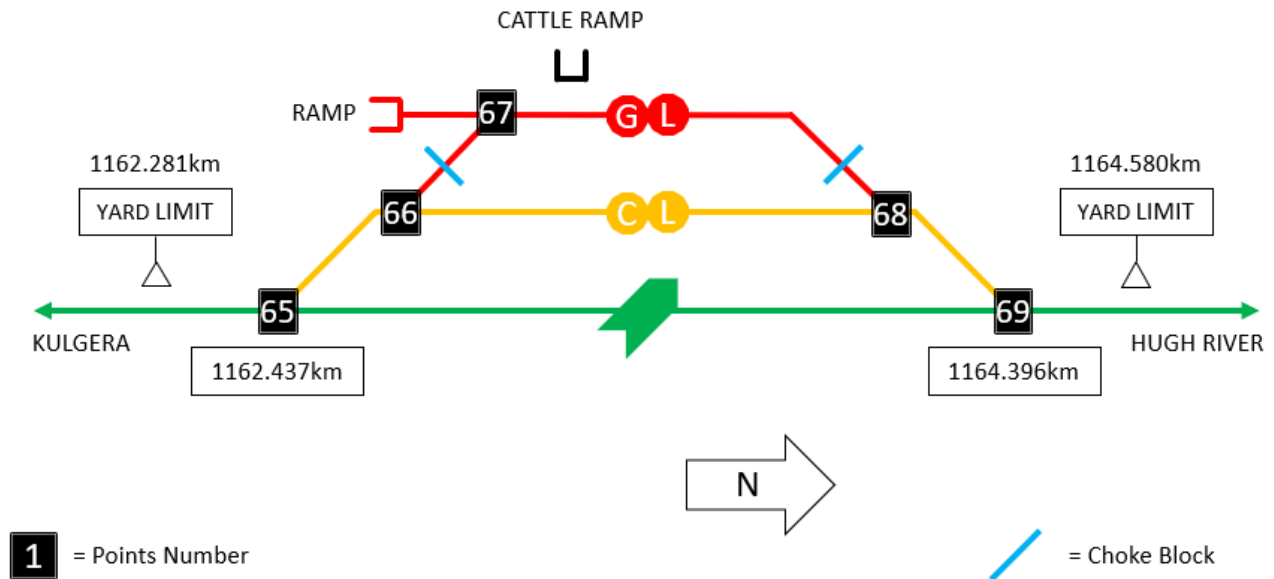 CATTLE RAMP
RAMP
67
G L
1162.281km
1164.580km
YARD LIMIT
66
C L
68
YARD LIMIT
65
69
KULGERA
HUGH RIVER
1162.437km
1164.396km
N
1 = Points Number
= Choke Block